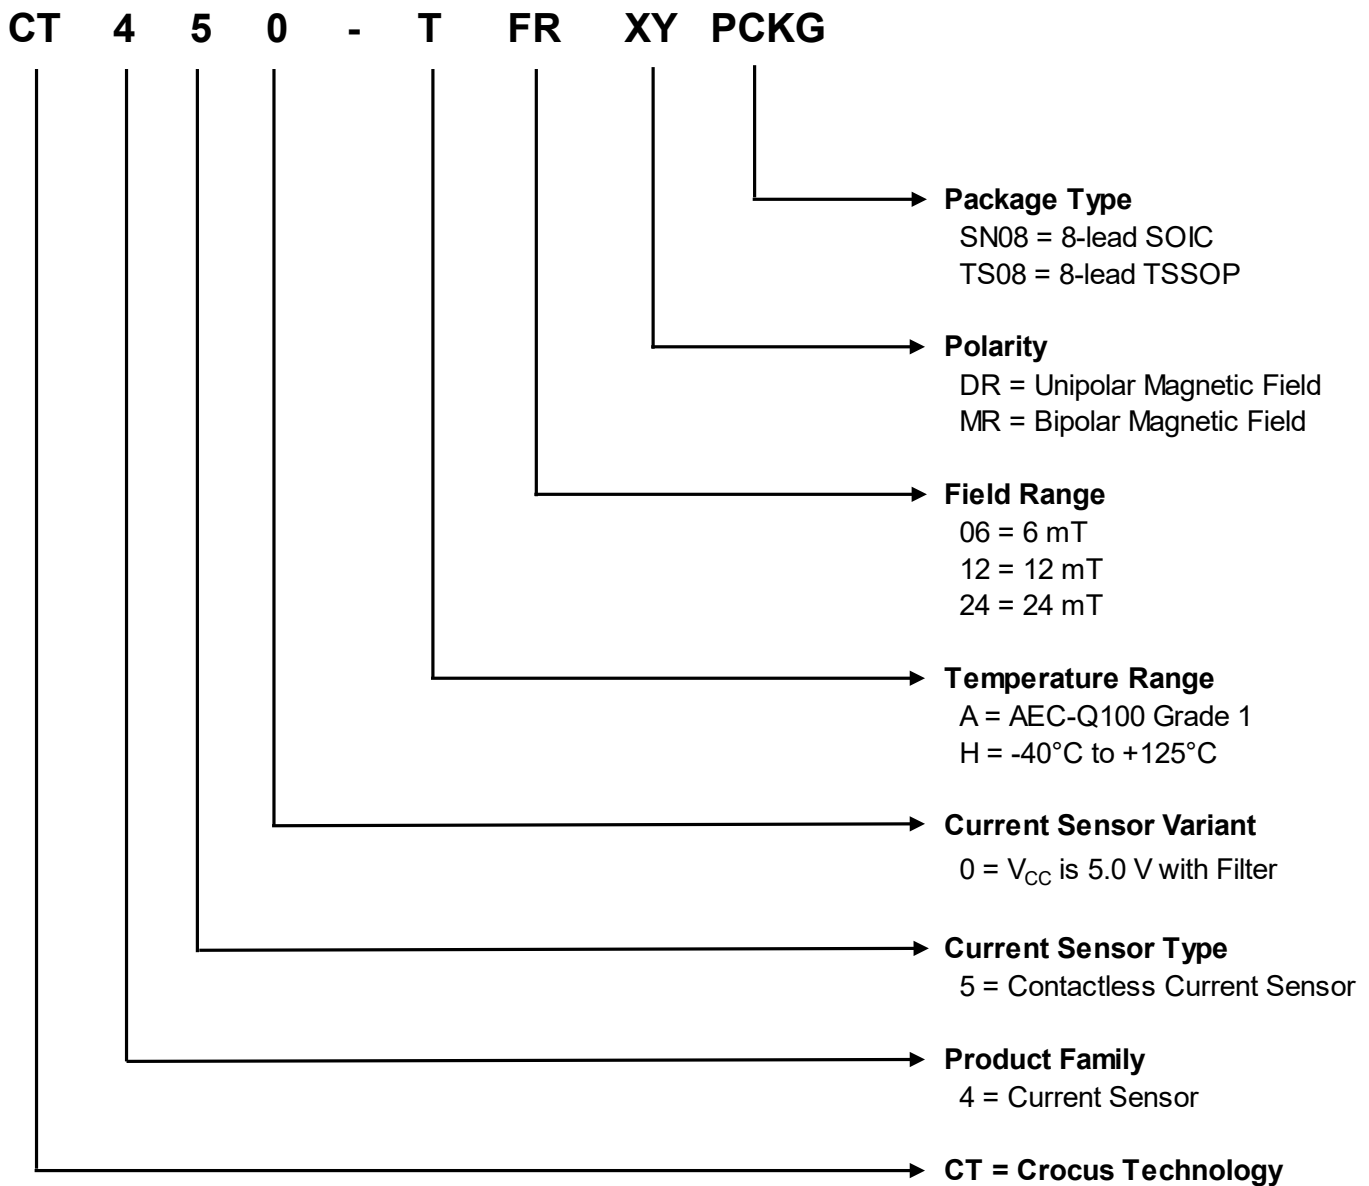 CT 4 5 0 - T FR XY PCKG
Package Type
SN08 = 8-lead SOIC
TS08 = 8-lead TSSOP
Polarity
DR = Unipolar Magnetic Field
MR = Bipolar Magnetic Field
Field Range
06 = 6 mT
12 = 12 mT
24 = 24 mT
Temperature Range
A = AEC-Q100 Grade 1
H = -40°C to +125°C
Current Sensor Variant
0 = VCC is 5.0 V with Filter
Current Sensor Type
5 = Contactless Current Sensor
Product Family
4 = Current Sensor
CT = Crocus Technology